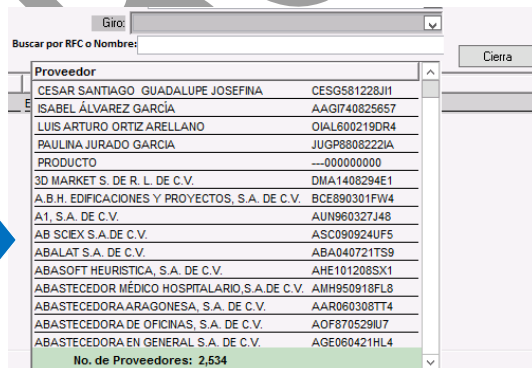 Giro:
Buscar por RFC o Nombre:
Cierra
Proveedor
CESAR SANTIAGO GUADALUPE JOSEFINA CESG581228JI1
ISABEL ÁLVAREZ GARCÍA AAGI740825657
LUIS ARTURO ORTIZ ARELLANO OIAL600219DR4
PAULINA JURADO GARCIA JUGP8808222IA
PRODUCTO ---000000000
3D MARKET S. DE R. L. DE C.V. DMA1408294E1
A.B.H. EDIFICACIONES Y PROYECTOS, S.A. DE C.V. BCE890301FW4
A1, S.A. DE C.V. AUN960327J48
AB SCIEX S.A.DE C.V. ASC090924UF5
ABALAT S.A. DE C.V. ABA040721TS9
ABASOFT HEURISTICA, S.A. DE C.V. AHE101208SX1
ABASTECEDOR MÉDICO HOSPITALARIO,S.A.DE C.V. AMH950918FL8
ABASTECEDORA ARAGONESA, S.A. DE C.V. AAR060308TT4
ABASTECEDORA DE OFICINAS, S.A. DE C.V. AOF870529IU7
ABASTECEDORA EN GENERAL S.A. DE C.V. AGE060421HL4
No. de Proveedores: 2,534